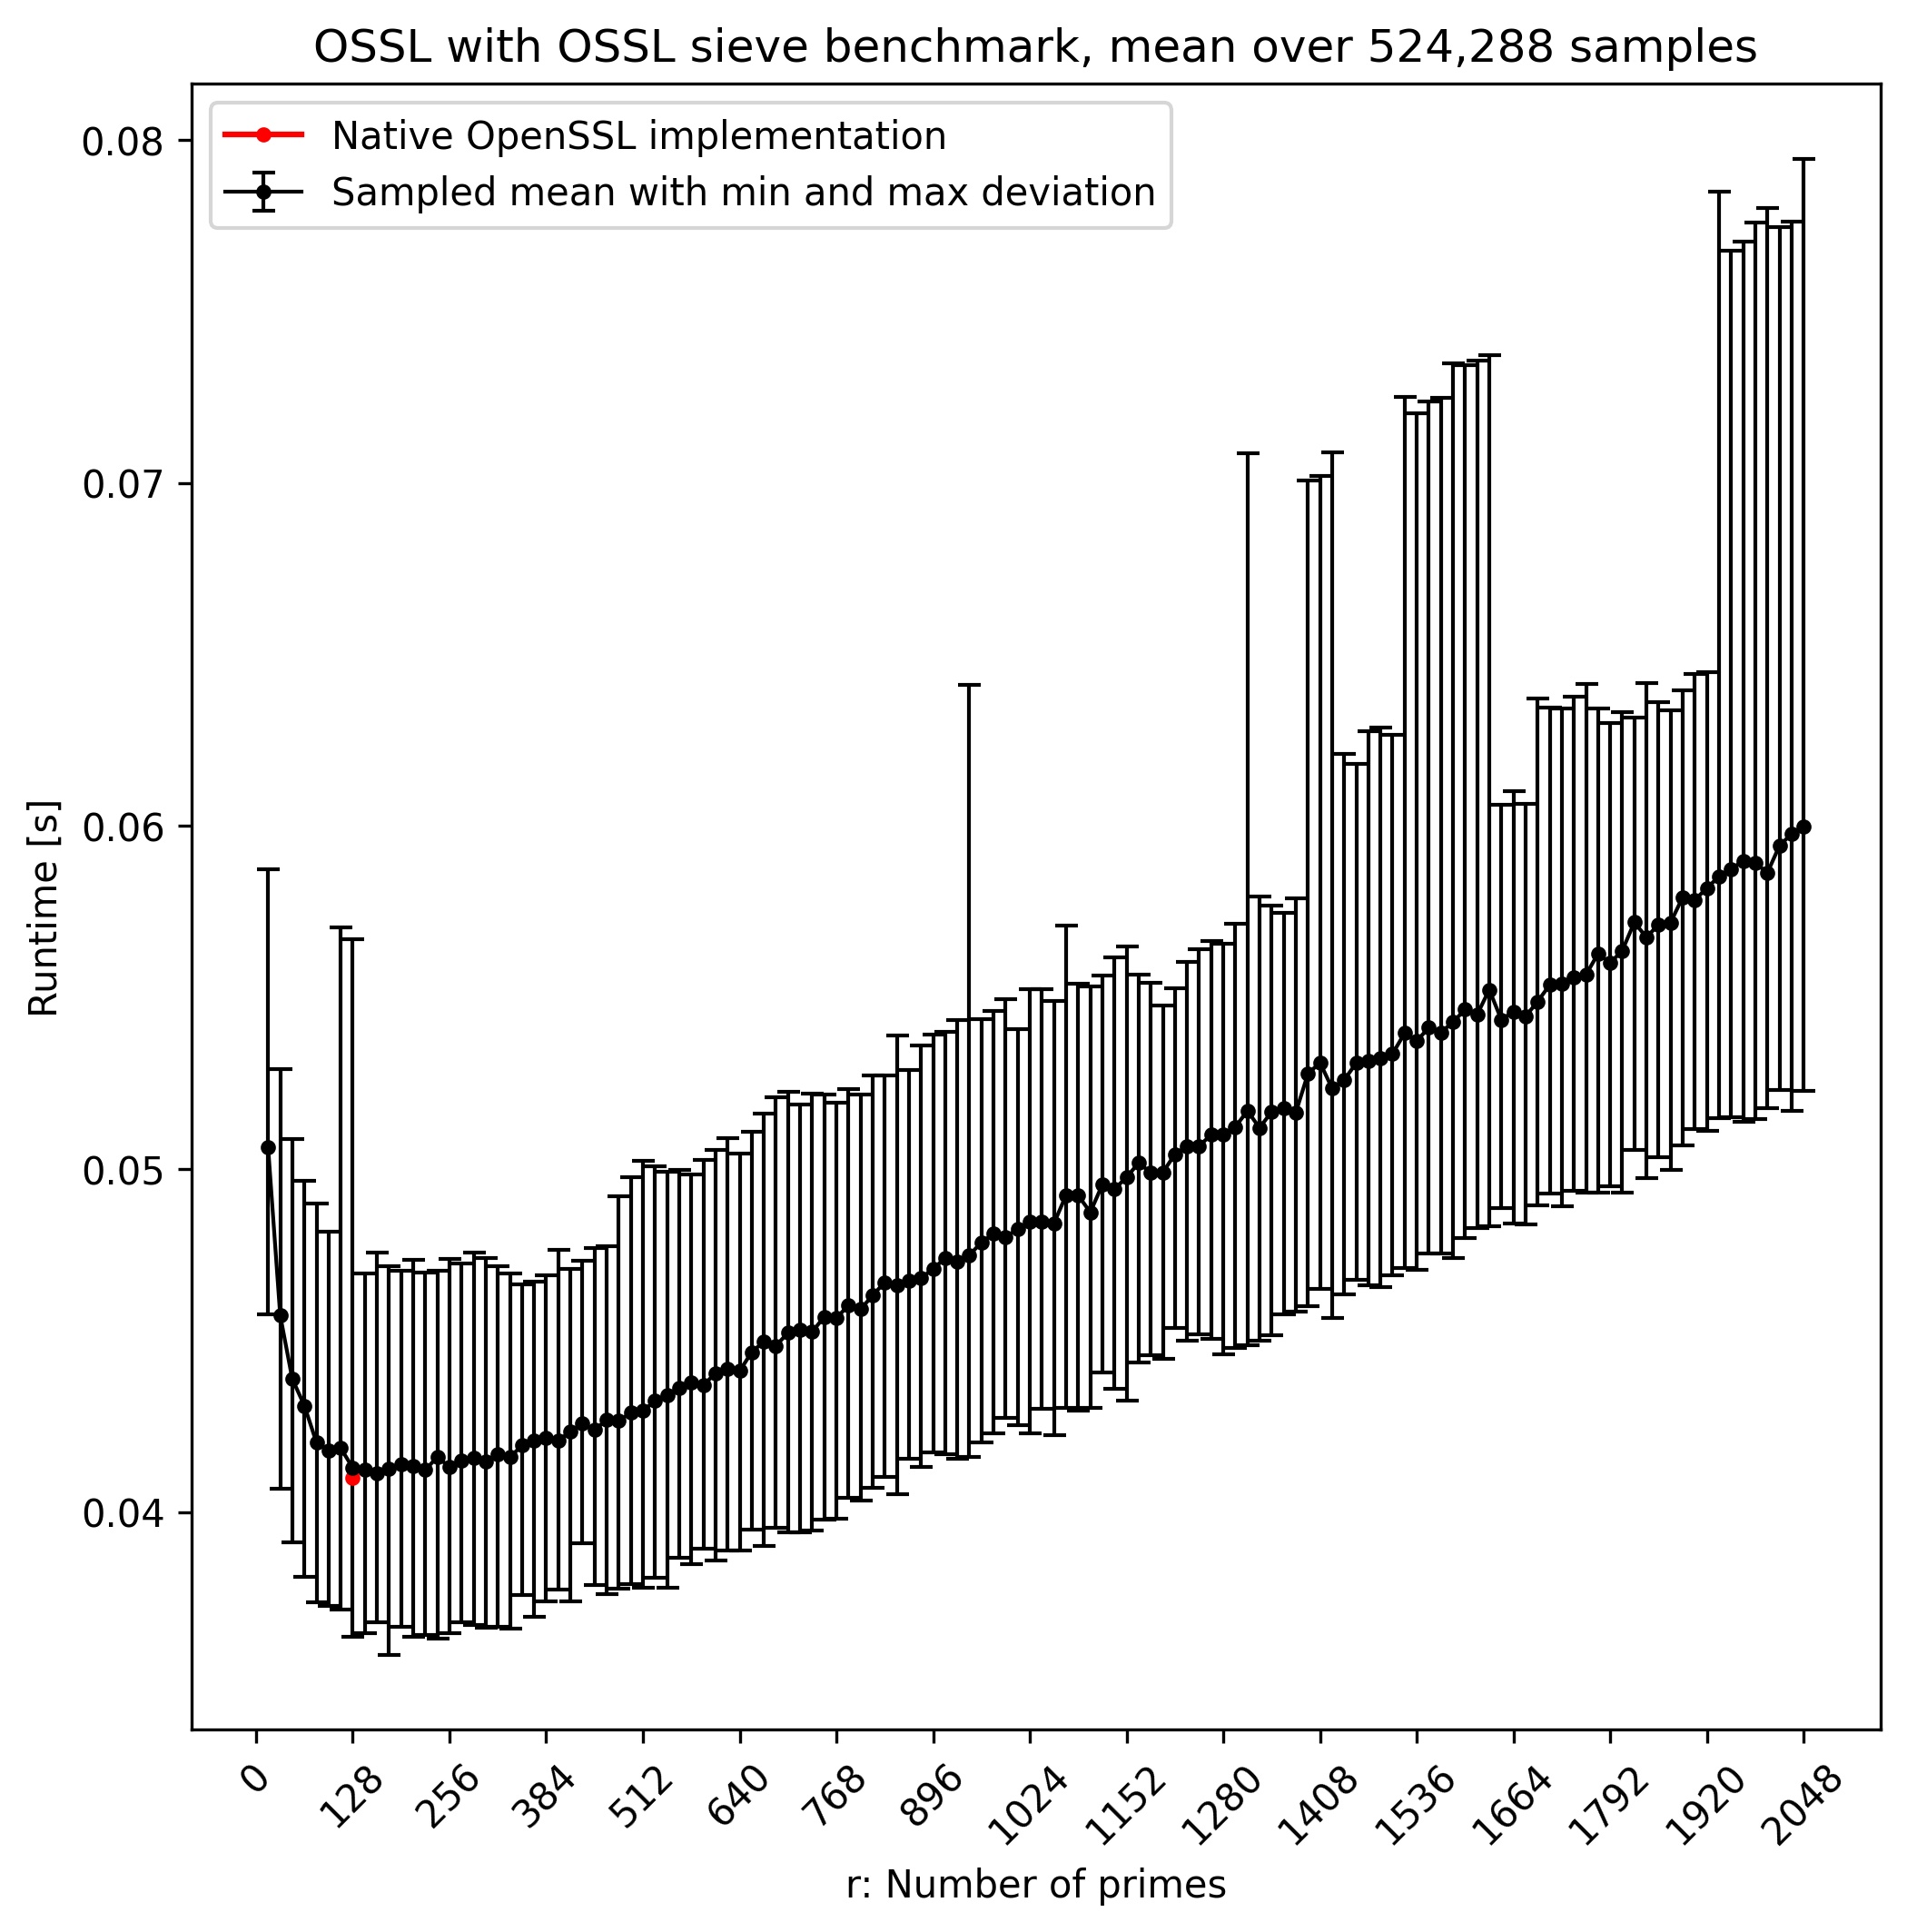 OSSL with OSSL sieve benchmark, mean over 524,288 samples
Native OpenSSL implementation
Sampled mean with min and max deviation
0.08
0.07
0.06
0.05
0.04
Runtime [s]
0 128 256 384 512 640 768 896 1024 1152 1280 1408 1536 1664 1792 1920 2048
r: Number of primes